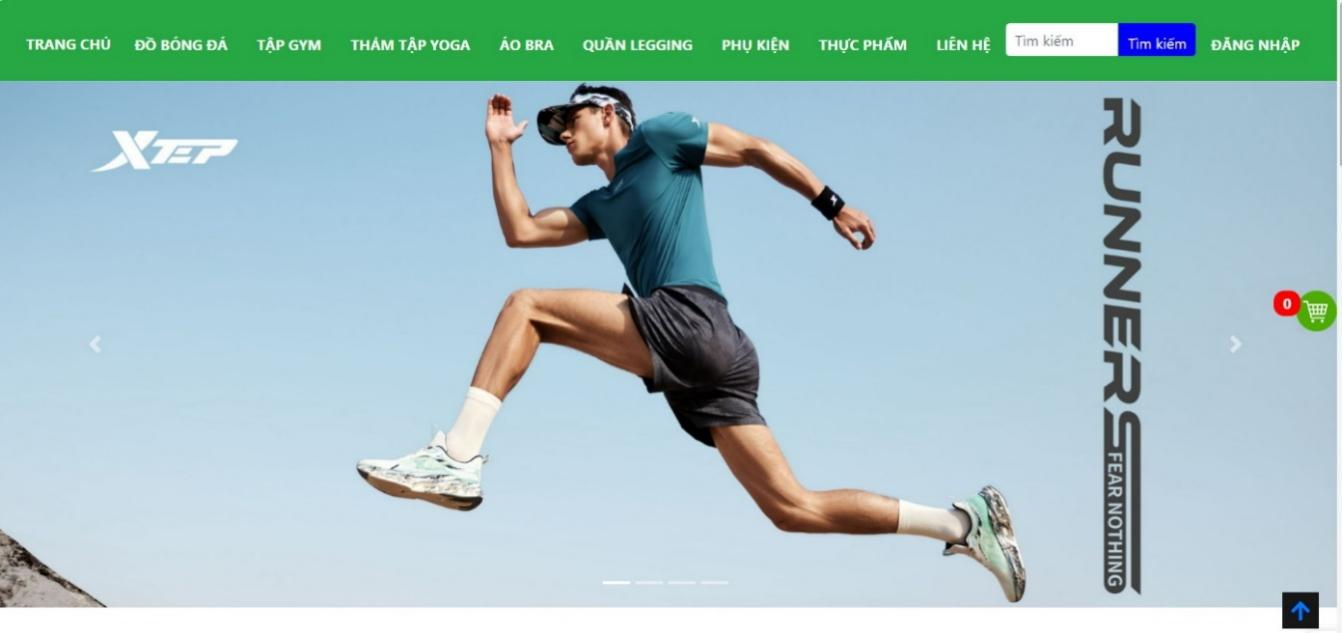 TRANG CHỦ
ĐỒ BÓNG ĐÁ
TẬP GYM
THẢM TẬP YOGA
ÁO BRA
QUẦN LEGGING
PHỤ KIỆN
THỰC PHẨM
LIÊN HỆ
Tìm kiếm
Tìm kiếm
ĐĂNG NHẬP
XTEP
RUNNERS
FEAR NOTHING
0